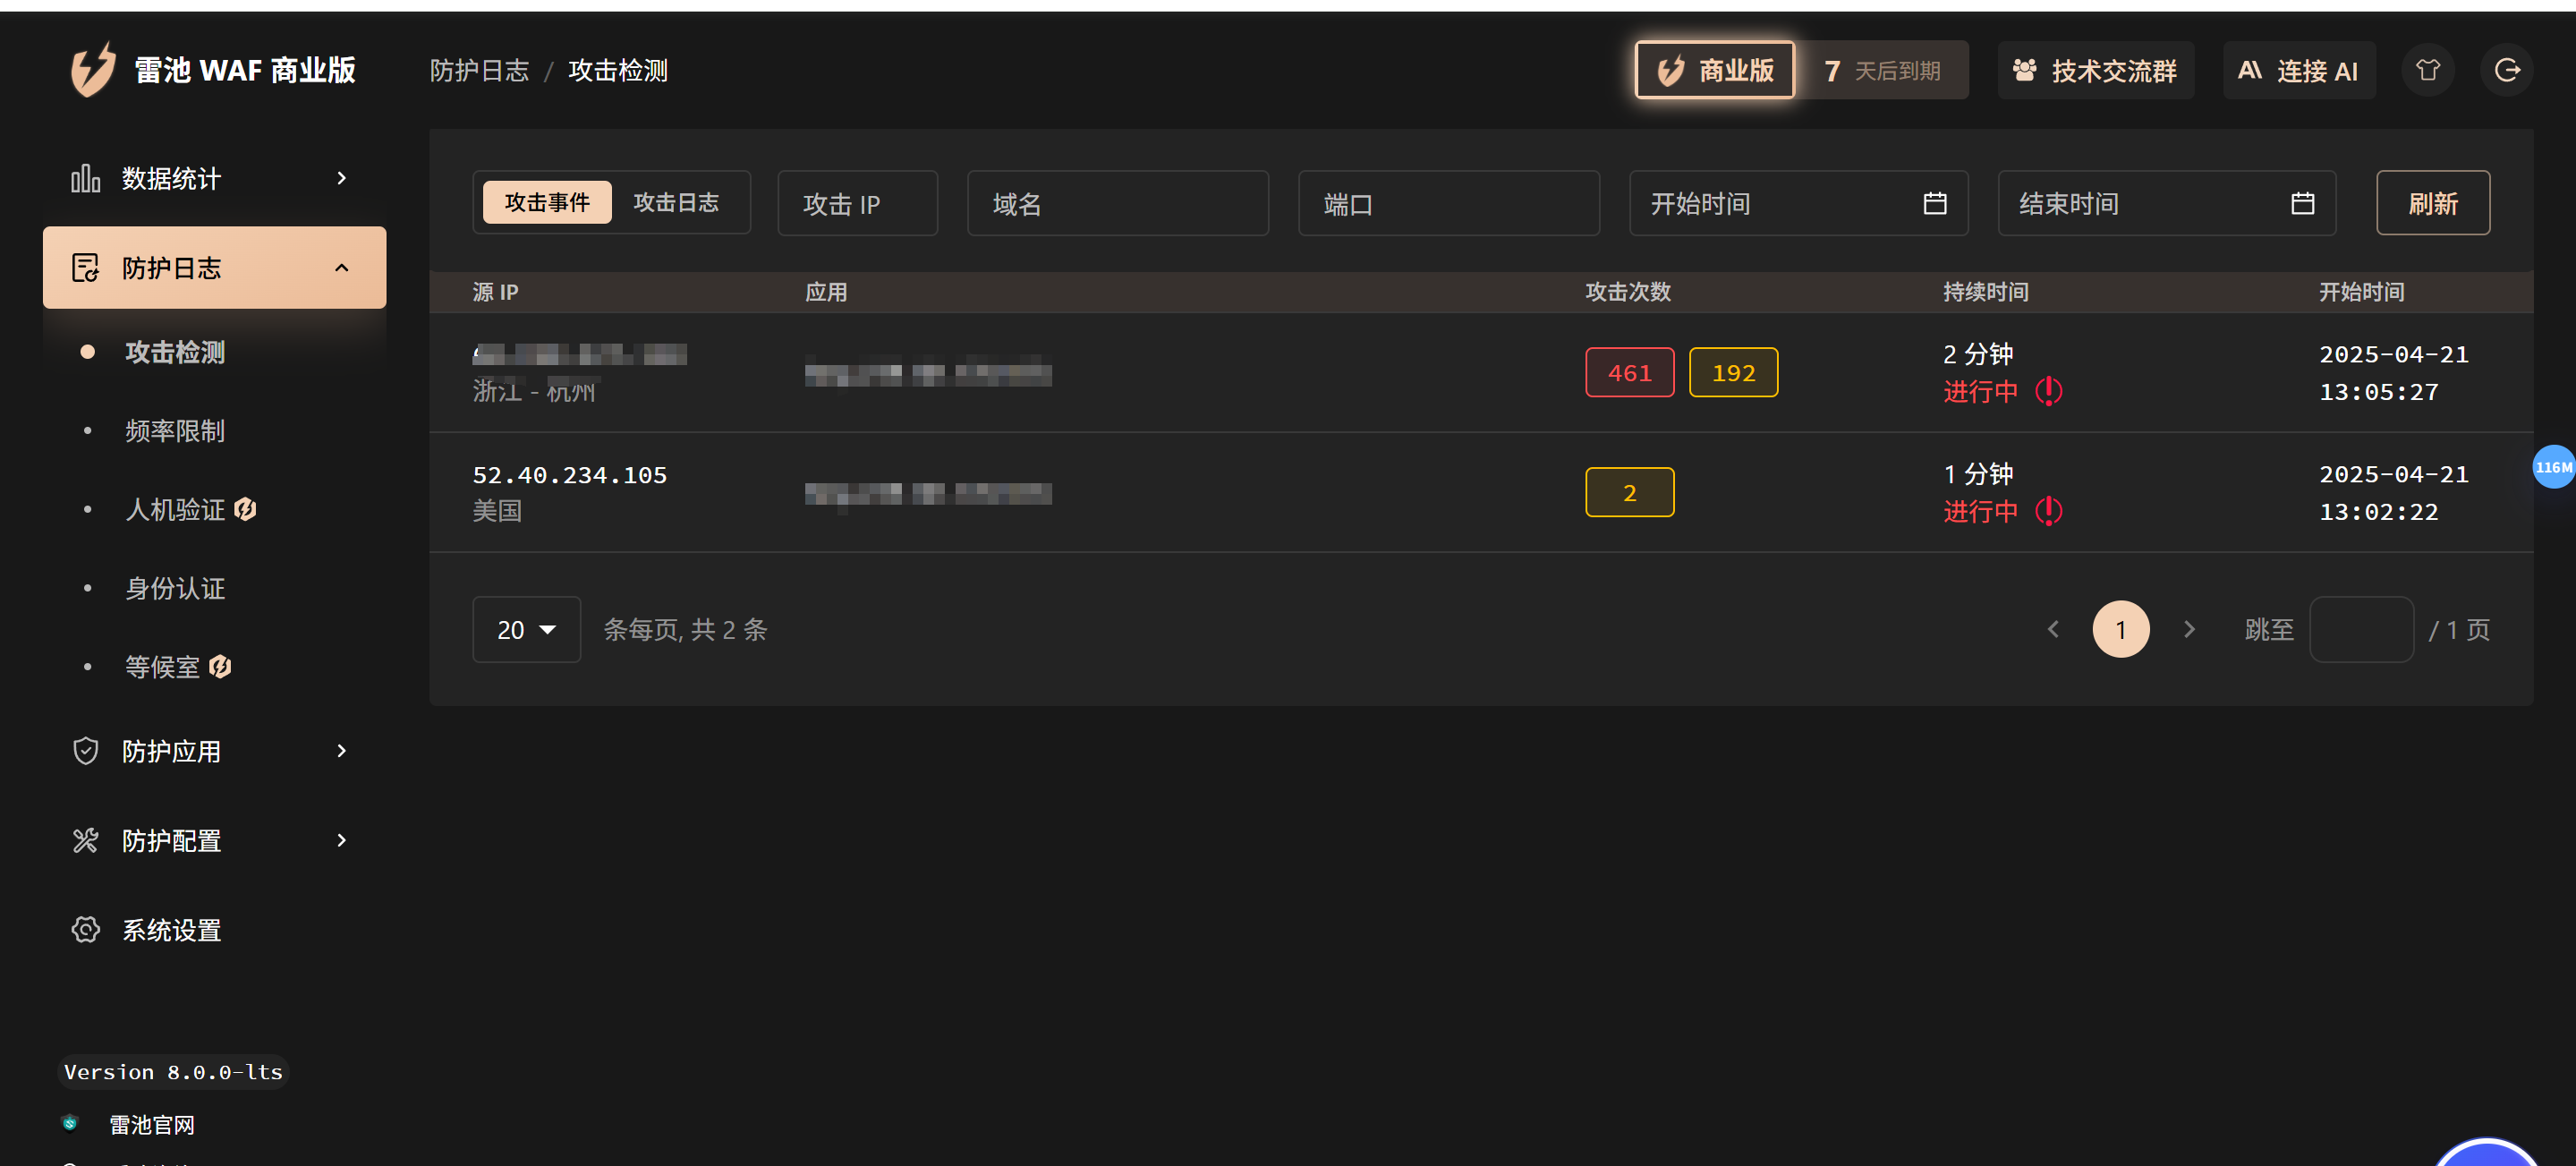 雷池 WAF 商业版
防护日志 / 攻击检测
商业版 7 天后到期
技术交流群
连接 AI
数据统计
防护日志
攻击检测
频率限制
人机验证
身份认证
等候室
防护应用
防护配置
系统设置
Version 8.0.0-lts
雷池官网
攻击事件 攻击日志 攻击 IP 域名 端口 开始时间 结束时间 刷新
源 IP 应用 攻击次数 持续时间 开始时间
461 192 2 分钟 2025-04-21
浙江 - 杭州 进行中 13:05:27
52.40.234.105 2 1 分钟 2025-04-21
美国 进行中 13:02:22
116M
20 条每页, 共 2 条 1 跳至 / 1 页